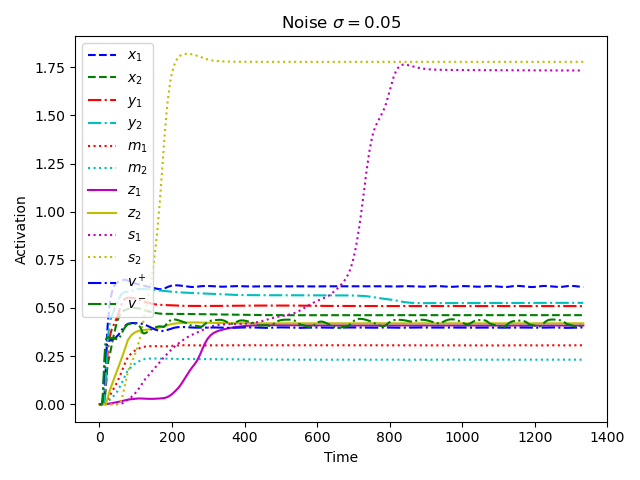 Noise σ = 0.05
Activation
1.75
1.50
1.25
1.00
0.75
0.50
0.25
0.00
x₁
x₂
y₁
y₂
m₁
m₂
z₁
z₂
s₁
s₂
v⁺
v⁻
0 200 400 600 800 1000 1200 1400
Time